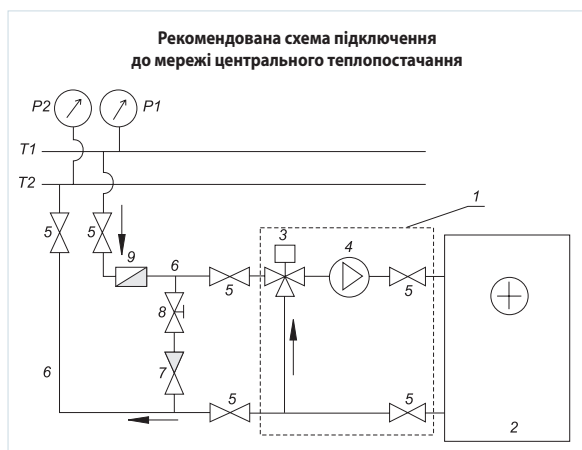 Рекомендована схема підключення
до мережі центрального теплопостачання
P2
P1
T1
T2
1
5
5
3
4
9
6
5
5
8
6
7
5
5
2